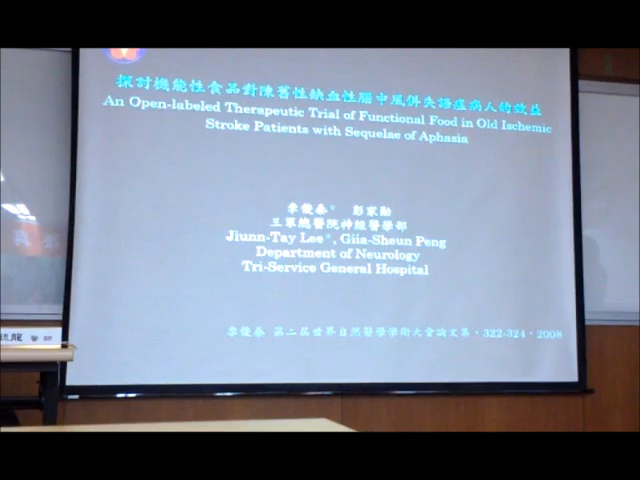 探討機能性食品對陳舊性缺血性腦中風併失語症病人的效益
An Open-labeled Therapeutic Trial of Functional Food in Old Ischemic
Stroke Patients with Sequelae of Aphasia
李俊泰* 彭家勛
三軍總醫院神經醫學部
Jiunn-Tay Lee*, Giia-Sheun Peng
Department of Neurology
Tri-Service General Hospital
李俊泰 第二屆世界自然醫學學術大會論文集，322-324，2008
龍 醫師